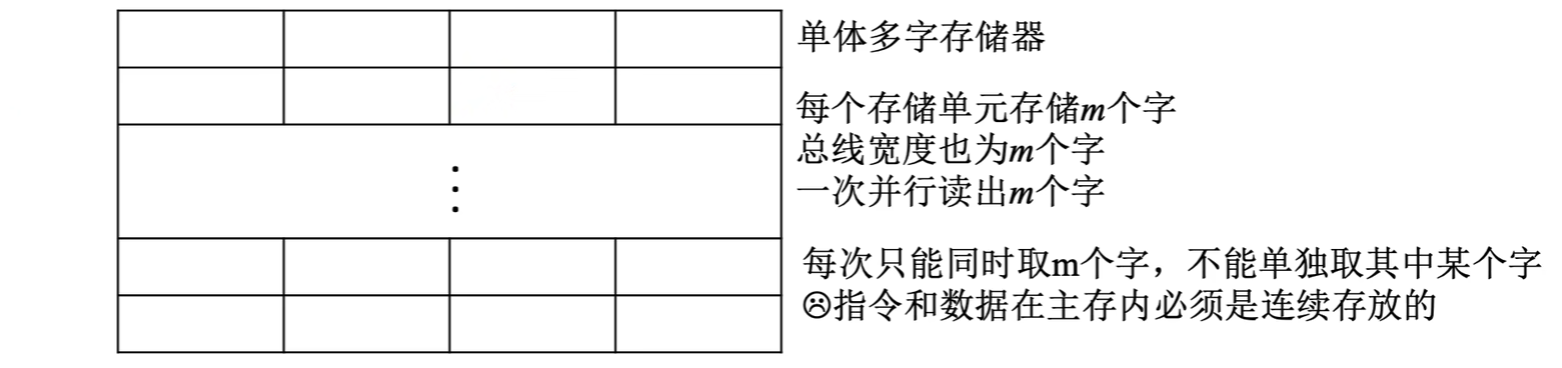 单体多字存储器
每个存储单元存储m个字
总线宽度也为m个字
一次并行读出m个字
每次只能同时取m个字，不能单独取其中某个字
☹指令和数据在主存内必须是连续存放的